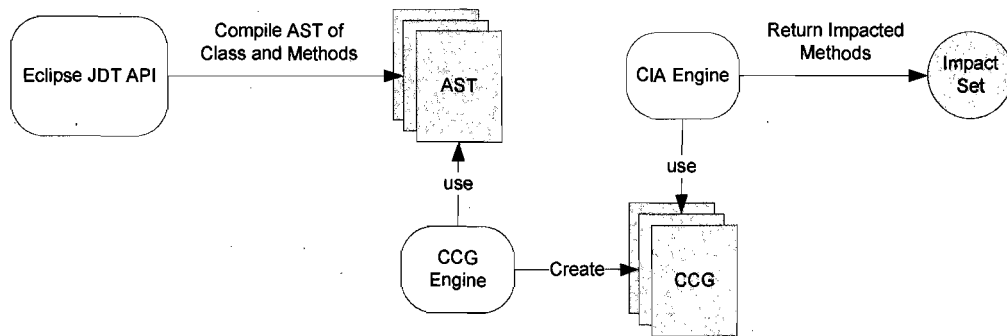 Eclipse JDT API
Compile AST of
Class and Methods
AST
CIA Engine
Return Impacted
Methods
Impact
Set
use
use
CCG
Engine
Create
CCG